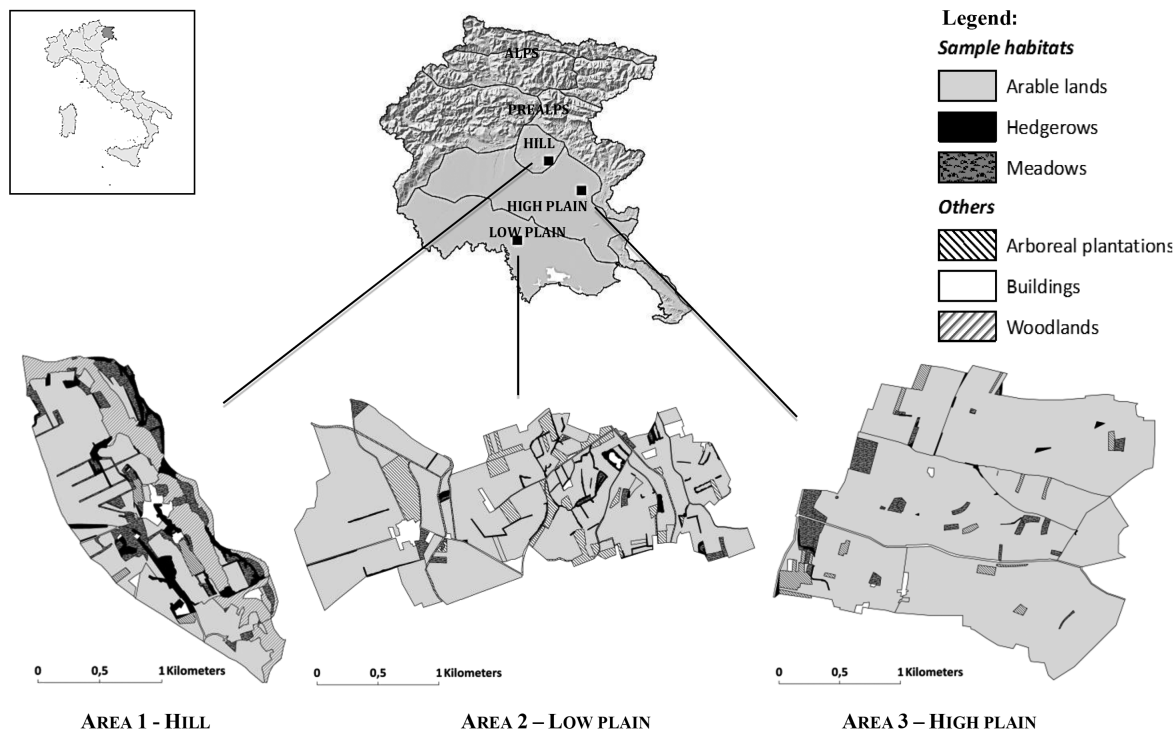 Legend:
Sample habitats
Arable lands
Hedgerows
Meadows
Others
Arboreal plantations
Buildings
Woodlands
ALPS
PREALPS
HILL
HIGH PLAIN
LOW PLAIN
0 0,5 1 Kilometers
0 0,5 1 Kilometers
0 0,5 1 Kilometers
AREA 1 - HILL
AREA 2 – LOW PLAIN
AREA 3 – HIGH PLAIN